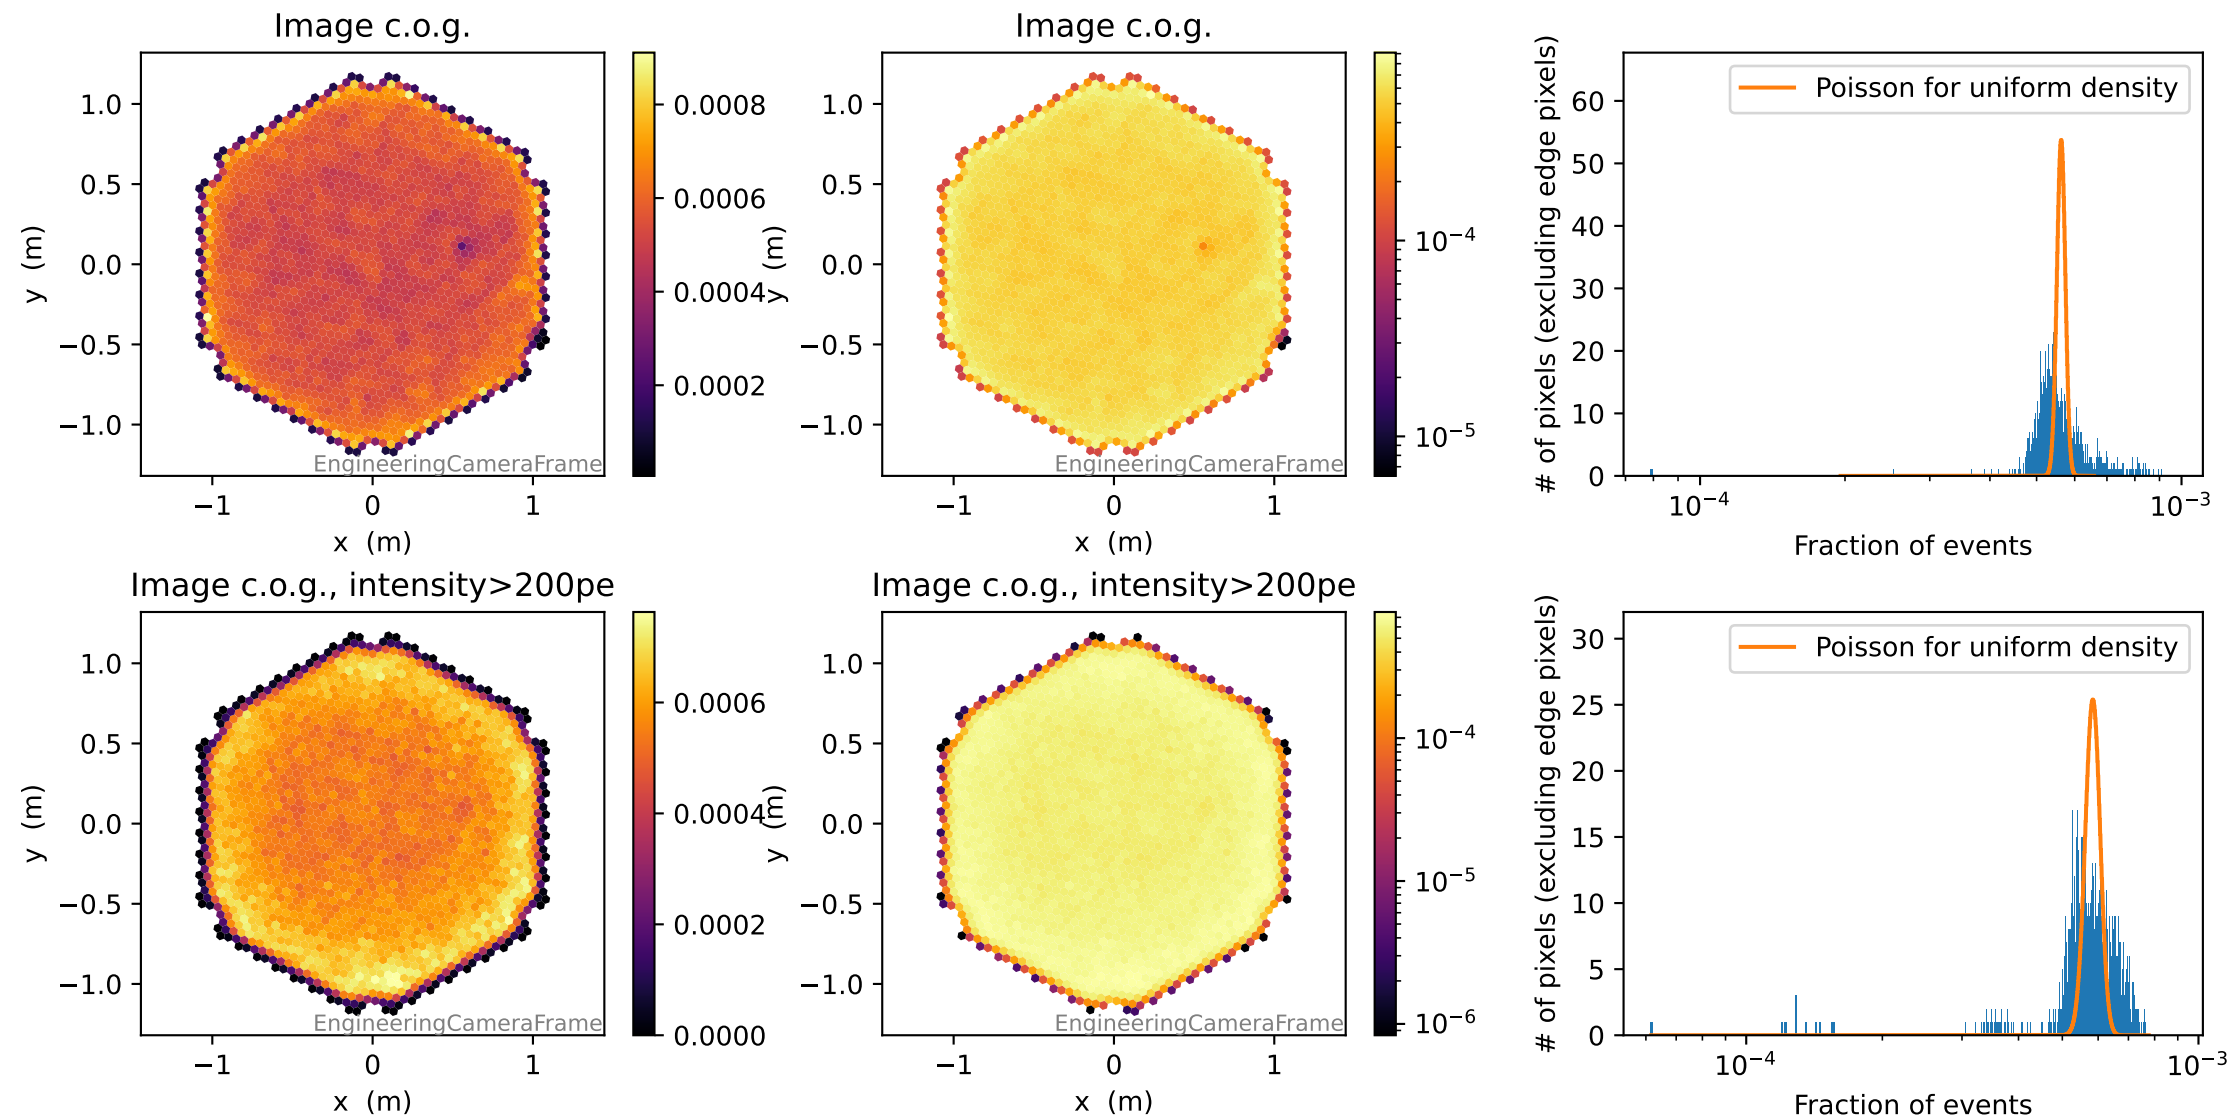 Image c.o.g.
y (m)
1.0
0.5
0.0
−0.5
−1.0
EngineeringCameraFrame
−1 0 1
x (m)
0.0008
0.0006
0.0004
0.0002
Image c.o.g.
y (m)
1.0
0.5
0.0
−0.5
−1.0
EngineeringCameraFrame
−1 0 1
x (m)
10−4
10−5
# of pixels (excluding edge pixels)
60
50
40
30
20
10
0
Poisson for uniform density
10−4 10−3
Fraction of events
Image c.o.g., intensity>200pe
y (m)
1.0
0.5
0.0
−0.5
−1.0
EngineeringCameraFrame
−1 0 1
x (m)
0.0006
0.0004
0.0002
0.0000
Image c.o.g., intensity>200pe
y (m)
1.0
0.5
0.0
−0.5
−1.0
EngineeringCameraFrame
−1 0 1
x (m)
10−4
10−5
10−6
# of pixels (excluding edge pixels)
30
25
20
15
10
5
0
Poisson for uniform density
10−4 10−3
Fraction of events